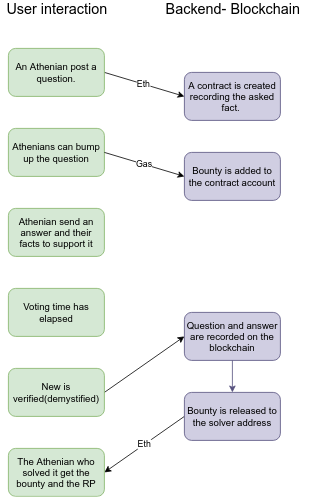 User interaction
Backend- Blockchain
An Athenian post a
question.
Eth
A contract is created
recording the asked
fact.
Athenians can bump
up the question
Gas
Bounty is added to
the contract account
Athenian send an
answer and their
facts to support it
Voting time has
elapsed
Question and answer
are recorded on the
blockchain
New is
verified(demystified)
Bounty is released to
the solver address
Eth
The Athenian who
solved it get the
bounty and the RP